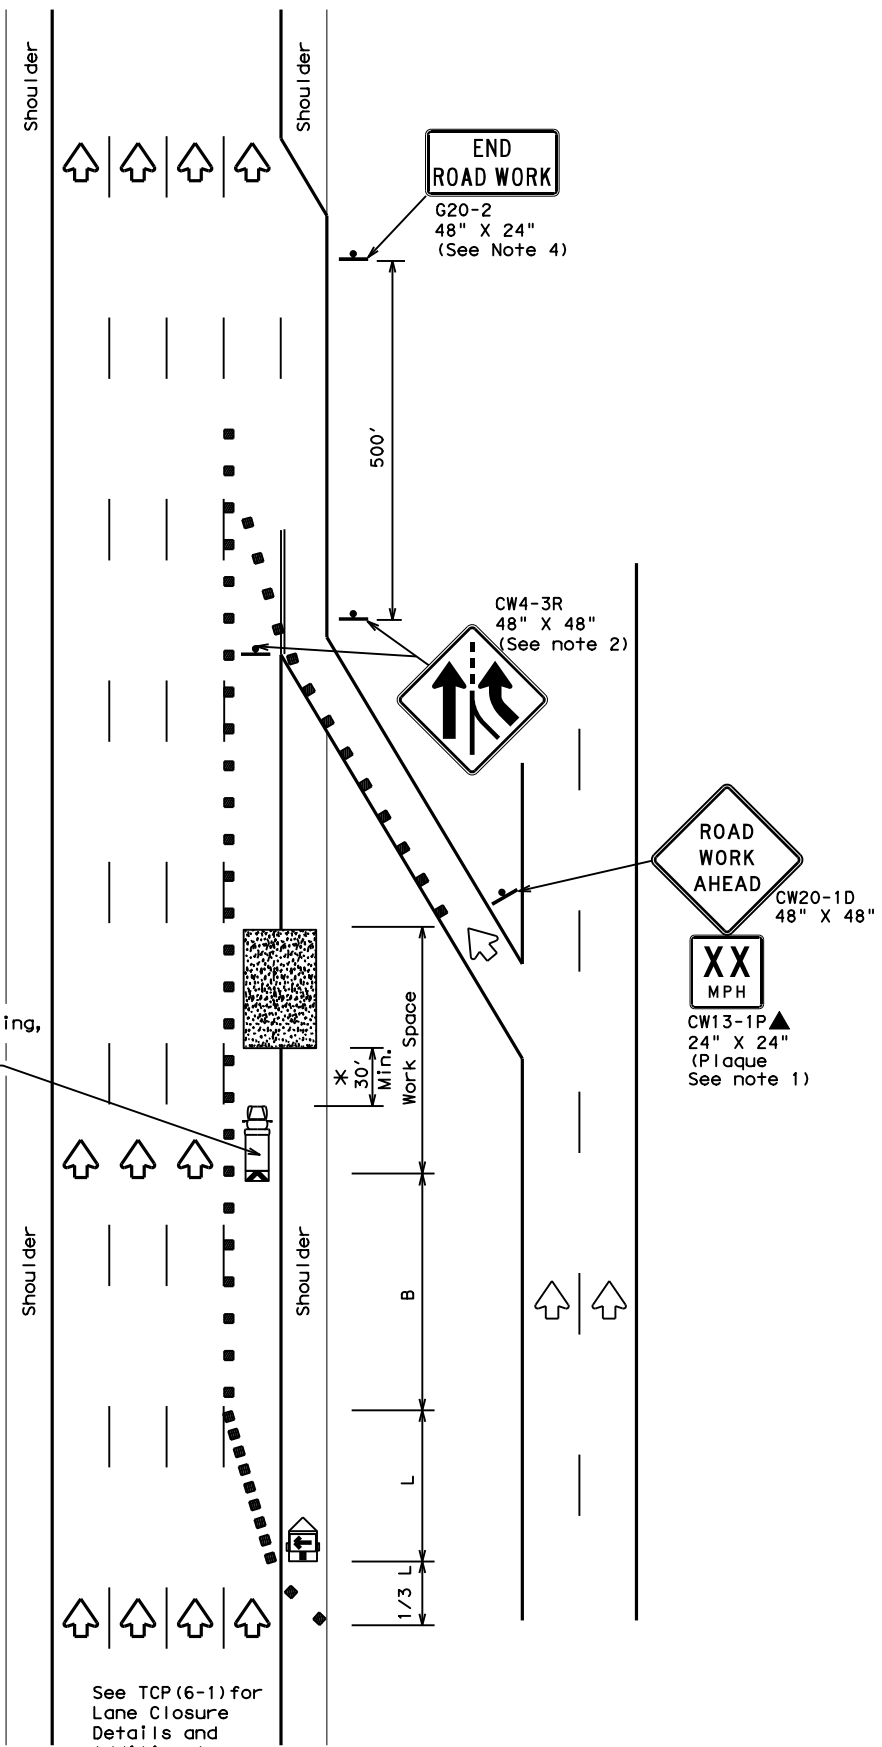 Shoulder
Shoulder
END
ROAD WORK
G20-2
48" X 24"
(See Note 4)
500'
CW4-3R
48" X 48"
(See note 2)
ROAD
WORK
AHEAD
CW20-1D
48" X 48"
XX
MPH
CW13-1P
24" X 24"
(Plaque
See note 1)
ing,
* 30' Min.
Work Space
Shoulder
Shoulder
B
L
1/3 L
See TCP(6-1)for
Lane Closure
Details and